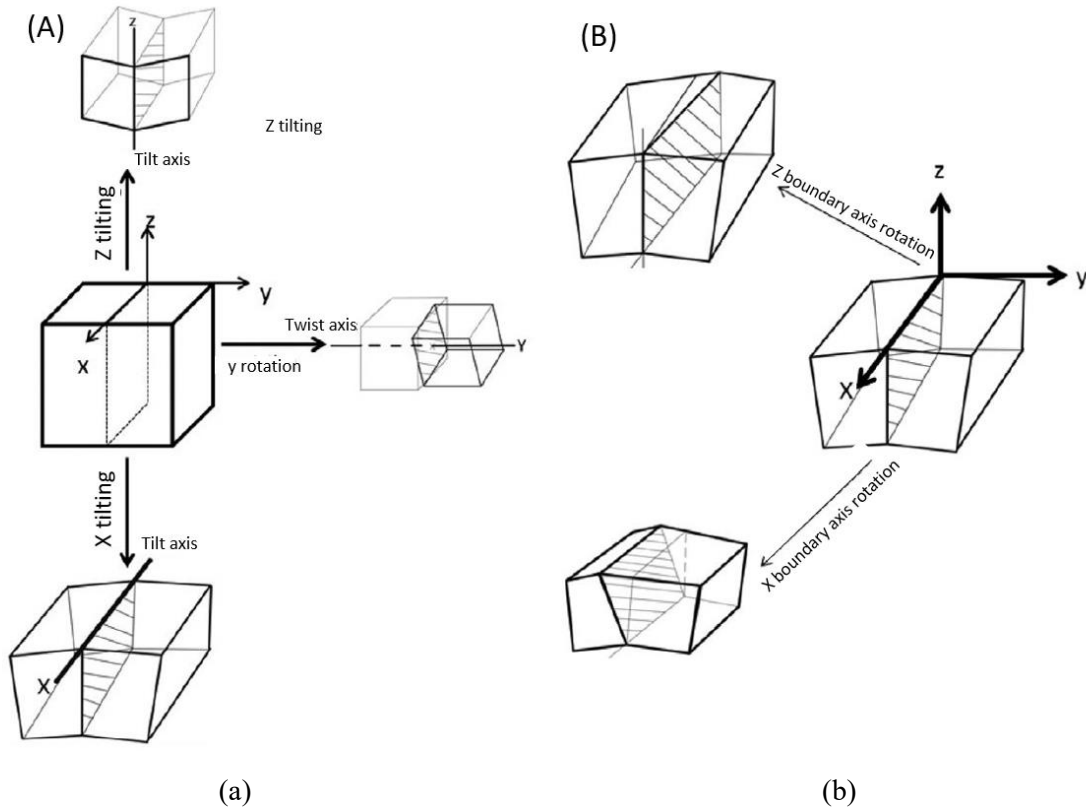 (A)
z
Z tilting
Tilt axis
Z tilting
z
y
x
Twist axis
y rotation
Y
X tilting
Tilt axis
X
(a)
(B)
Z boundary axis rotation
z
y
X
X boundary axis rotation
(b)